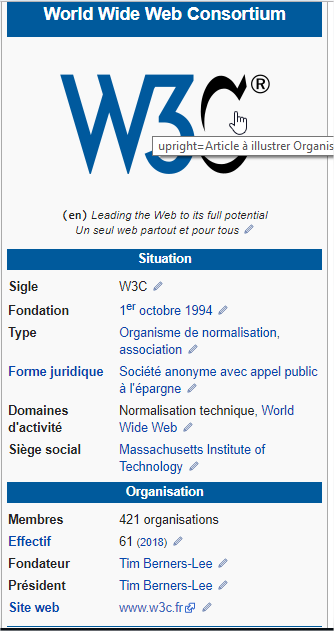 World Wide Web Consortium
W3C®
upright=Article à illustrer Organis
(en) Leading the Web to its full potential
Un seul web partout et pour tous
Situation
Sigle W3C
Fondation 1er octobre 1994
Type Organisme de normalisation,
association
Forme juridique Société anonyme avec appel public
à l'épargne
Domaines Normalisation technique, World
d'activité Wide Web
Siège social Massachusetts Institute of
Technology
Organisation
Membres 421 organisations
Effectif 61 (2018)
Fondateur Tim Berners-Lee
Président Tim Berners-Lee
Site web www.w3c.fr